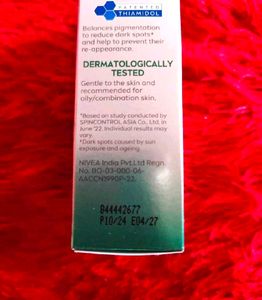 PATENTED
THIAMIDOL
Balances pigmentation
to reduce dark spots*
and help to prevent their
re-appearance.
DERMATOLOGICALLY
TESTED
Gentle to the skin and
recommended for
oily/combination skin.
*Based on study conducted by
SPINCONTROL ASIA Co., Ltd. in
June '22. Individual results may
vary.
*Dark spots caused by sun
exposure and ageing.
NIVEA India Pvt.Ltd Regn.
No. BO-03-000-06-
AACCN3990P-22.
B44442677
P10/24 E04/27